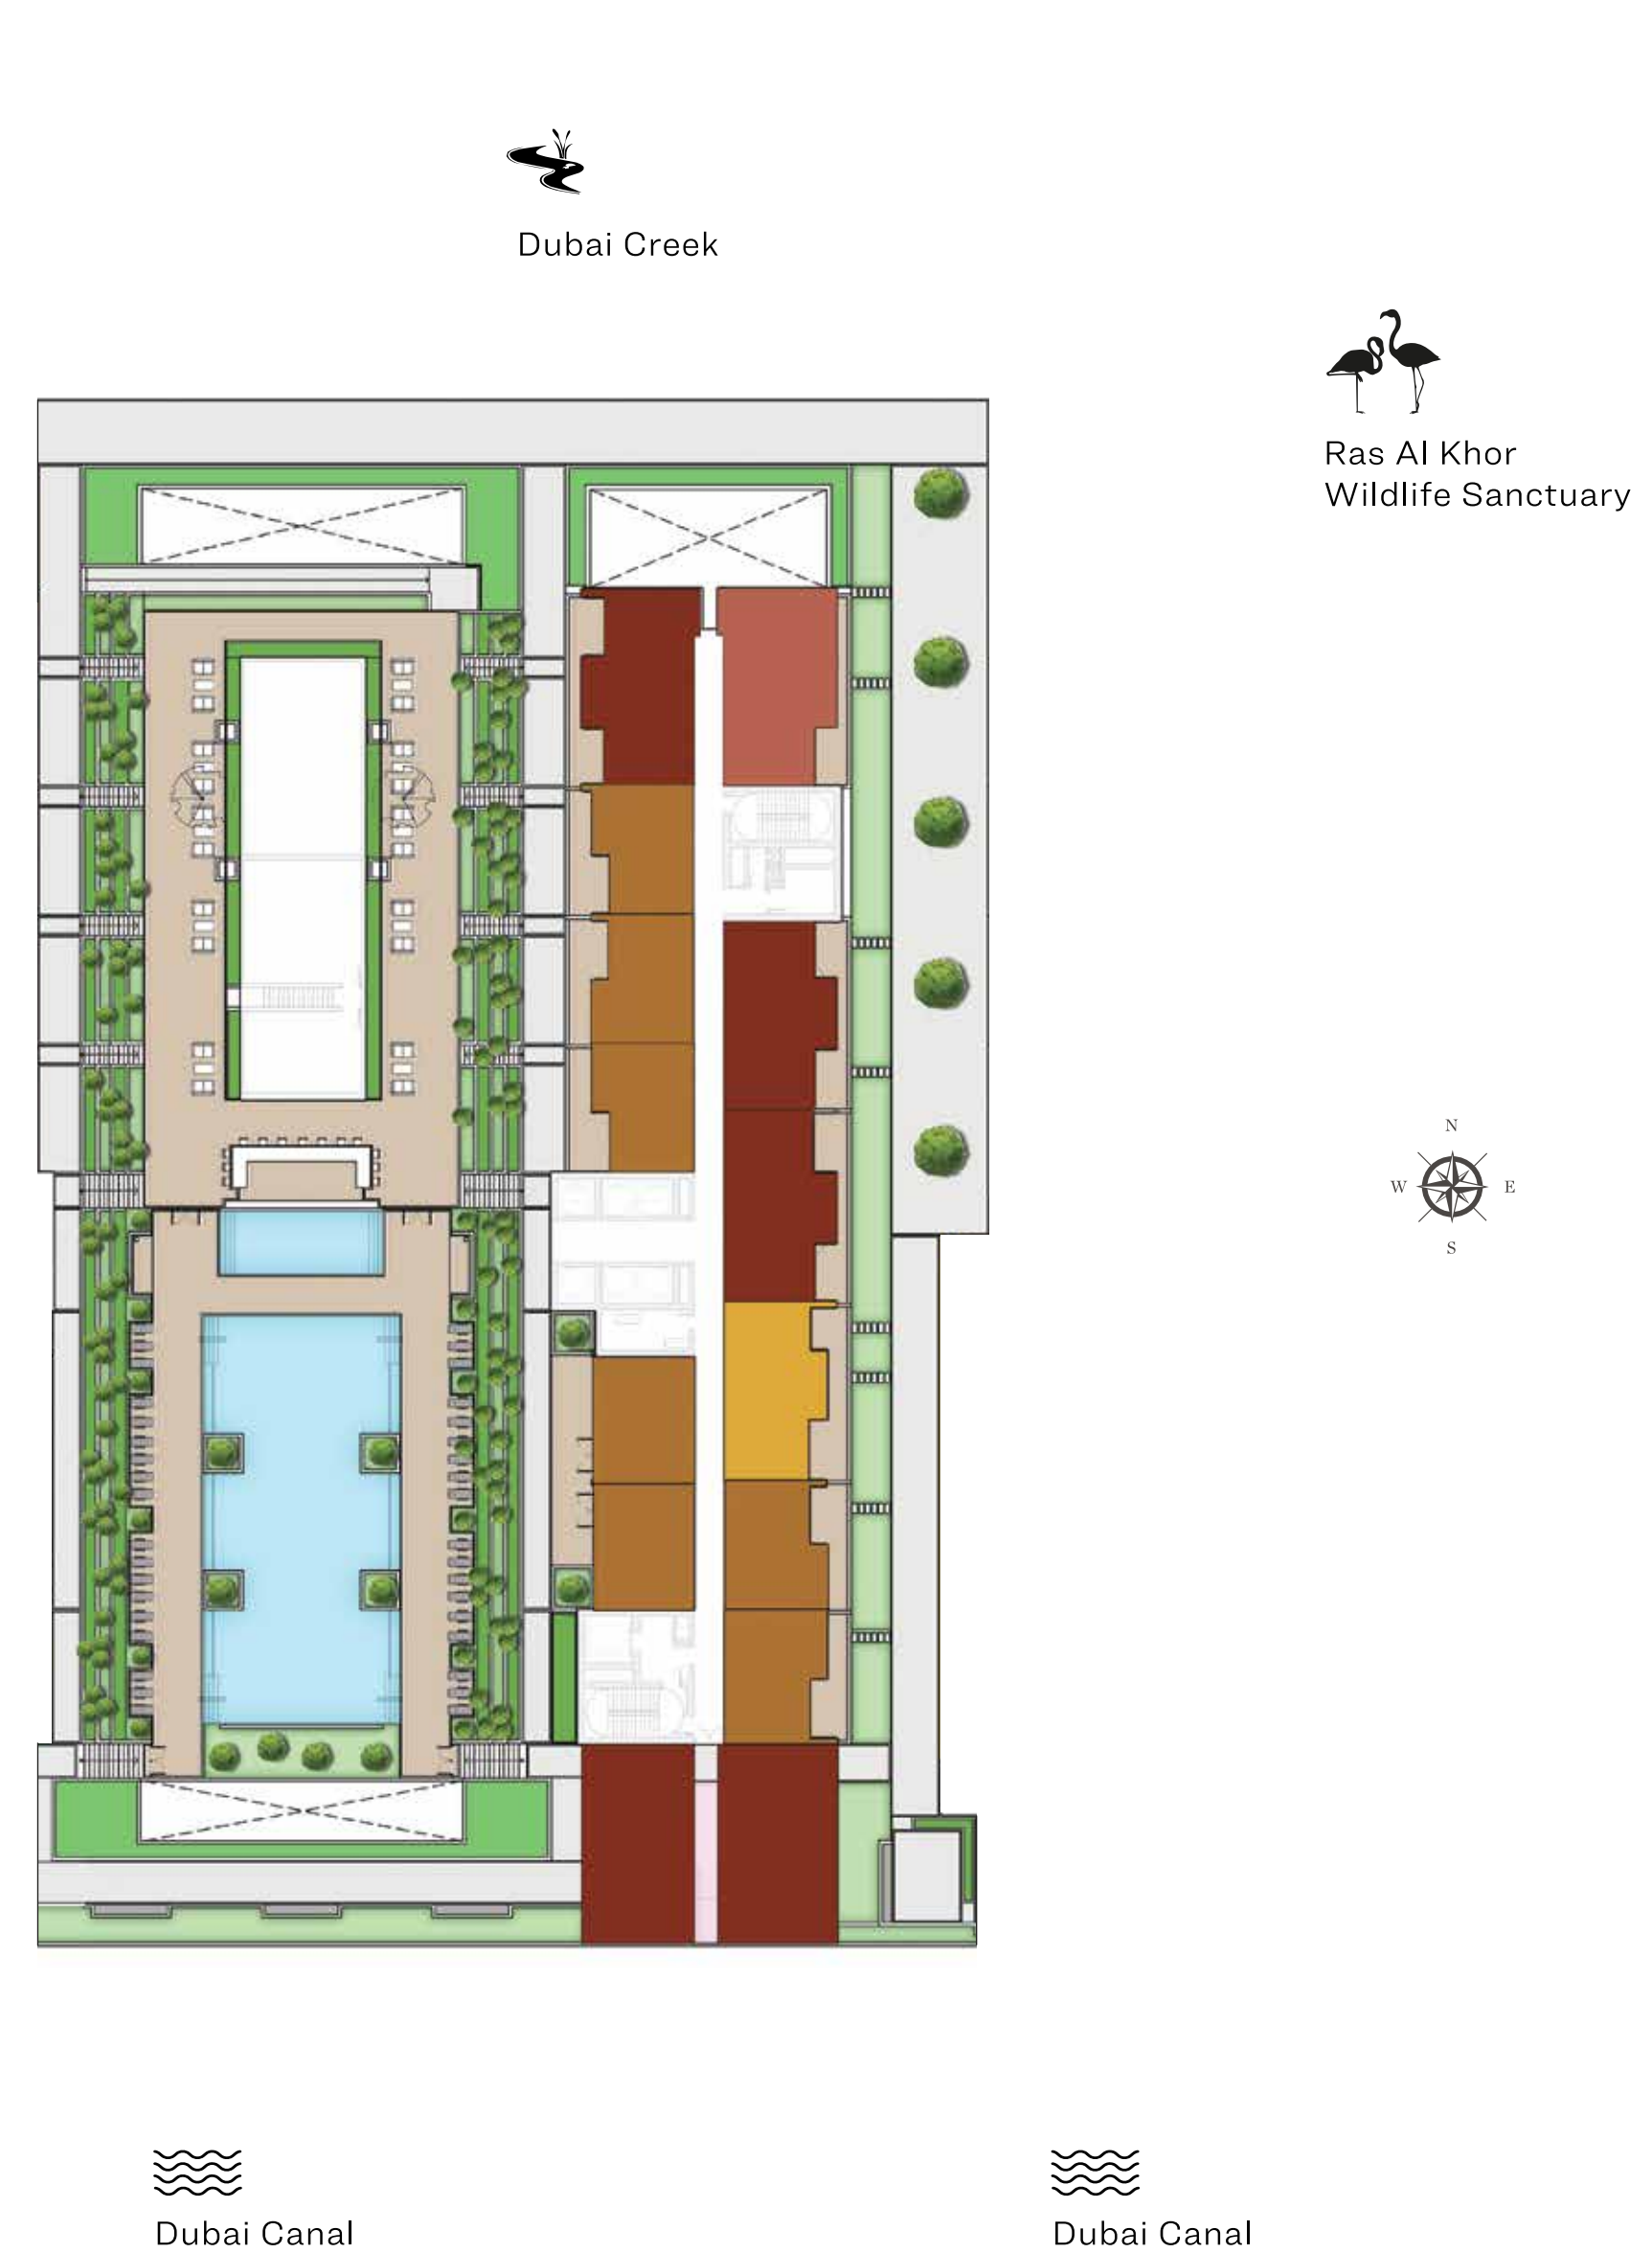 Dubai Creek
Ras Al Khor
Wildlife Sanctuary
N
W
E
S
Dubai Canal
Dubai Canal